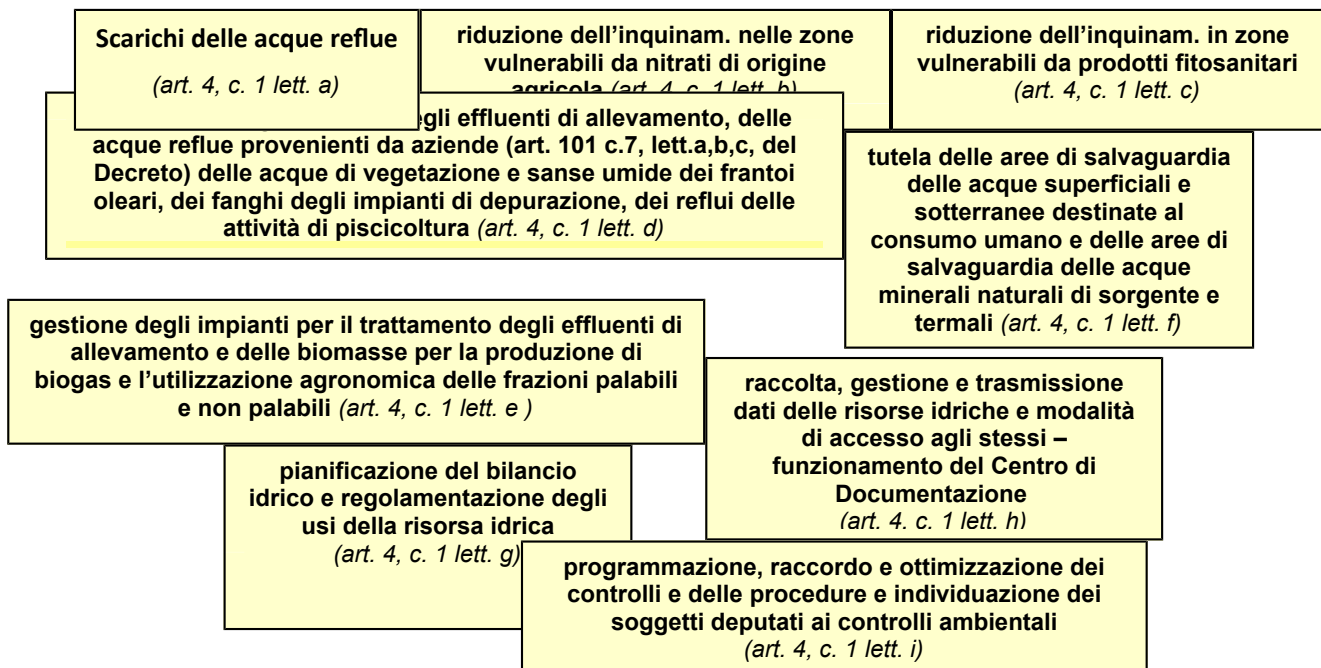 Scarichi delle acque reflue
(art. 4, c. 1 lett. a)
riduzione dell’inquinam. nelle zone
vulnerabili da nitrati di origine
agricola (art. 4, c. 1 lett. b)
riduzione dell’inquinam. in zone
vulnerabili da prodotti fitosanitari
(art. 4, c. 1 lett. c)
egli effluenti di allevamento, delle
acque reflue provenienti da aziende (art. 101 c.7, lett.a,b,c, del
Decreto) delle acque di vegetazione e sanse umide dei frantoi
oleari, dei fanghi degli impianti di depurazione, dei reflui delle
attività di piscicoltura (art. 4, c. 1 lett. d)
tutela delle aree di salvaguardia
delle acque superficiali e
sotterranee destinate al
consumo umano e delle aree di
salvaguardia delle acque
minerali naturali di sorgente e
termali (art. 4, c. 1 lett. f)
gestione degli impianti per il trattamento degli effluenti di
allevamento e delle biomasse per la produzione di
biogas e l’utilizzazione agronomica delle frazioni palabili
e non palabili (art. 4, c. 1 lett. e )
raccolta, gestione e trasmissione
dati delle risorse idriche e modalità
di accesso agli stessi –
funzionamento del Centro di
Documentazione
(art. 4. c. 1 lett. h)
pianificazione del bilancio
idrico e regolamentazione degli
usi della risorsa idrica
(art. 4, c. 1 lett. g)
programmazione, raccordo e ottimizzazione dei
controlli e delle procedure e individuazione dei
soggetti deputati ai controlli ambientali
(art. 4, c. 1 lett. i)